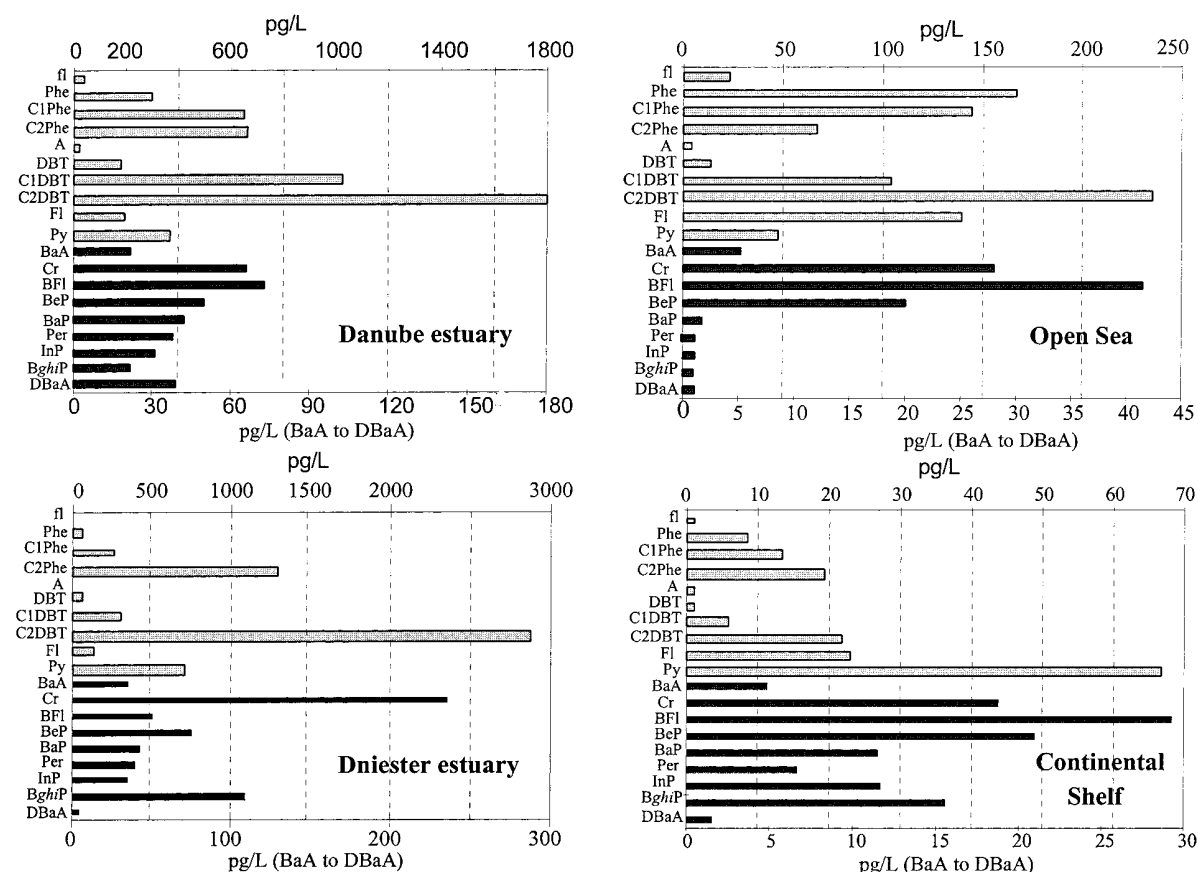 pg/L
0 200 600 1000 1400 1800
fl
Phe
C1Phe
C2Phe
A
DBT
C1DBT
C2DBT
Fl
Py
BaA
Cr
BFl
BeP
BaP
Per
InP
BghiP
DBaA
Danube estuary
0 30 60 90 120 150 180
pg/L (BaA to DBaA)
pg/L
0 50 100 150 200 250
fl
Phe
C1Phe
C2Phe
A
DBT
C1DBT
C2DBT
Fl
Py
BaA
Cr
BFl
BeP
BaP
Per
InP
BghiP
DBaA
Open Sea
0 5 10 15 20 25 30 35 40 45
pg/L (BaA to DBaA)
pg/L
0 500 1000 1500 2000 3000
fl
Phe
C1Phe
C2Phe
A
DBT
C1DBT
C2DBT
Fl
Py
BaA
Cr
BFl
BeP
BaP
Per
InP
BghiP
DBaA
Dniester estuary
0 100 200 300
pg/L (BaA to DBaA)
pg/L
0 10 20 30 40 50 60 70
fl
Phe
C1Phe
C2Phe
A
DBT
C1DBT
C2DBT
Fl
Py
BaA
Cr
BFl
BeP
BaP
Per
InP
BghiP
DBaA
Continental
Shelf
0 5 10 15 20 30
pg/L (BaA to DBaA)